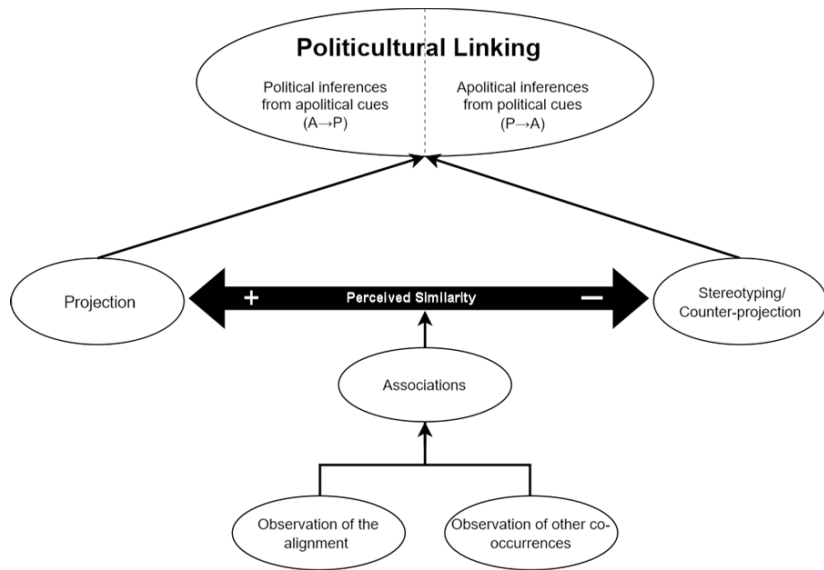 Politicultural Linking
Political inferences
from apolitical cues
(A→P)
Apolitical inferences
from political cues
(P→A)
Projection
+
Perceived Similarity
—
Stereotyping/
Counter-projection
Associations
Observation of the
alignment
Observation of other co-
occurrences